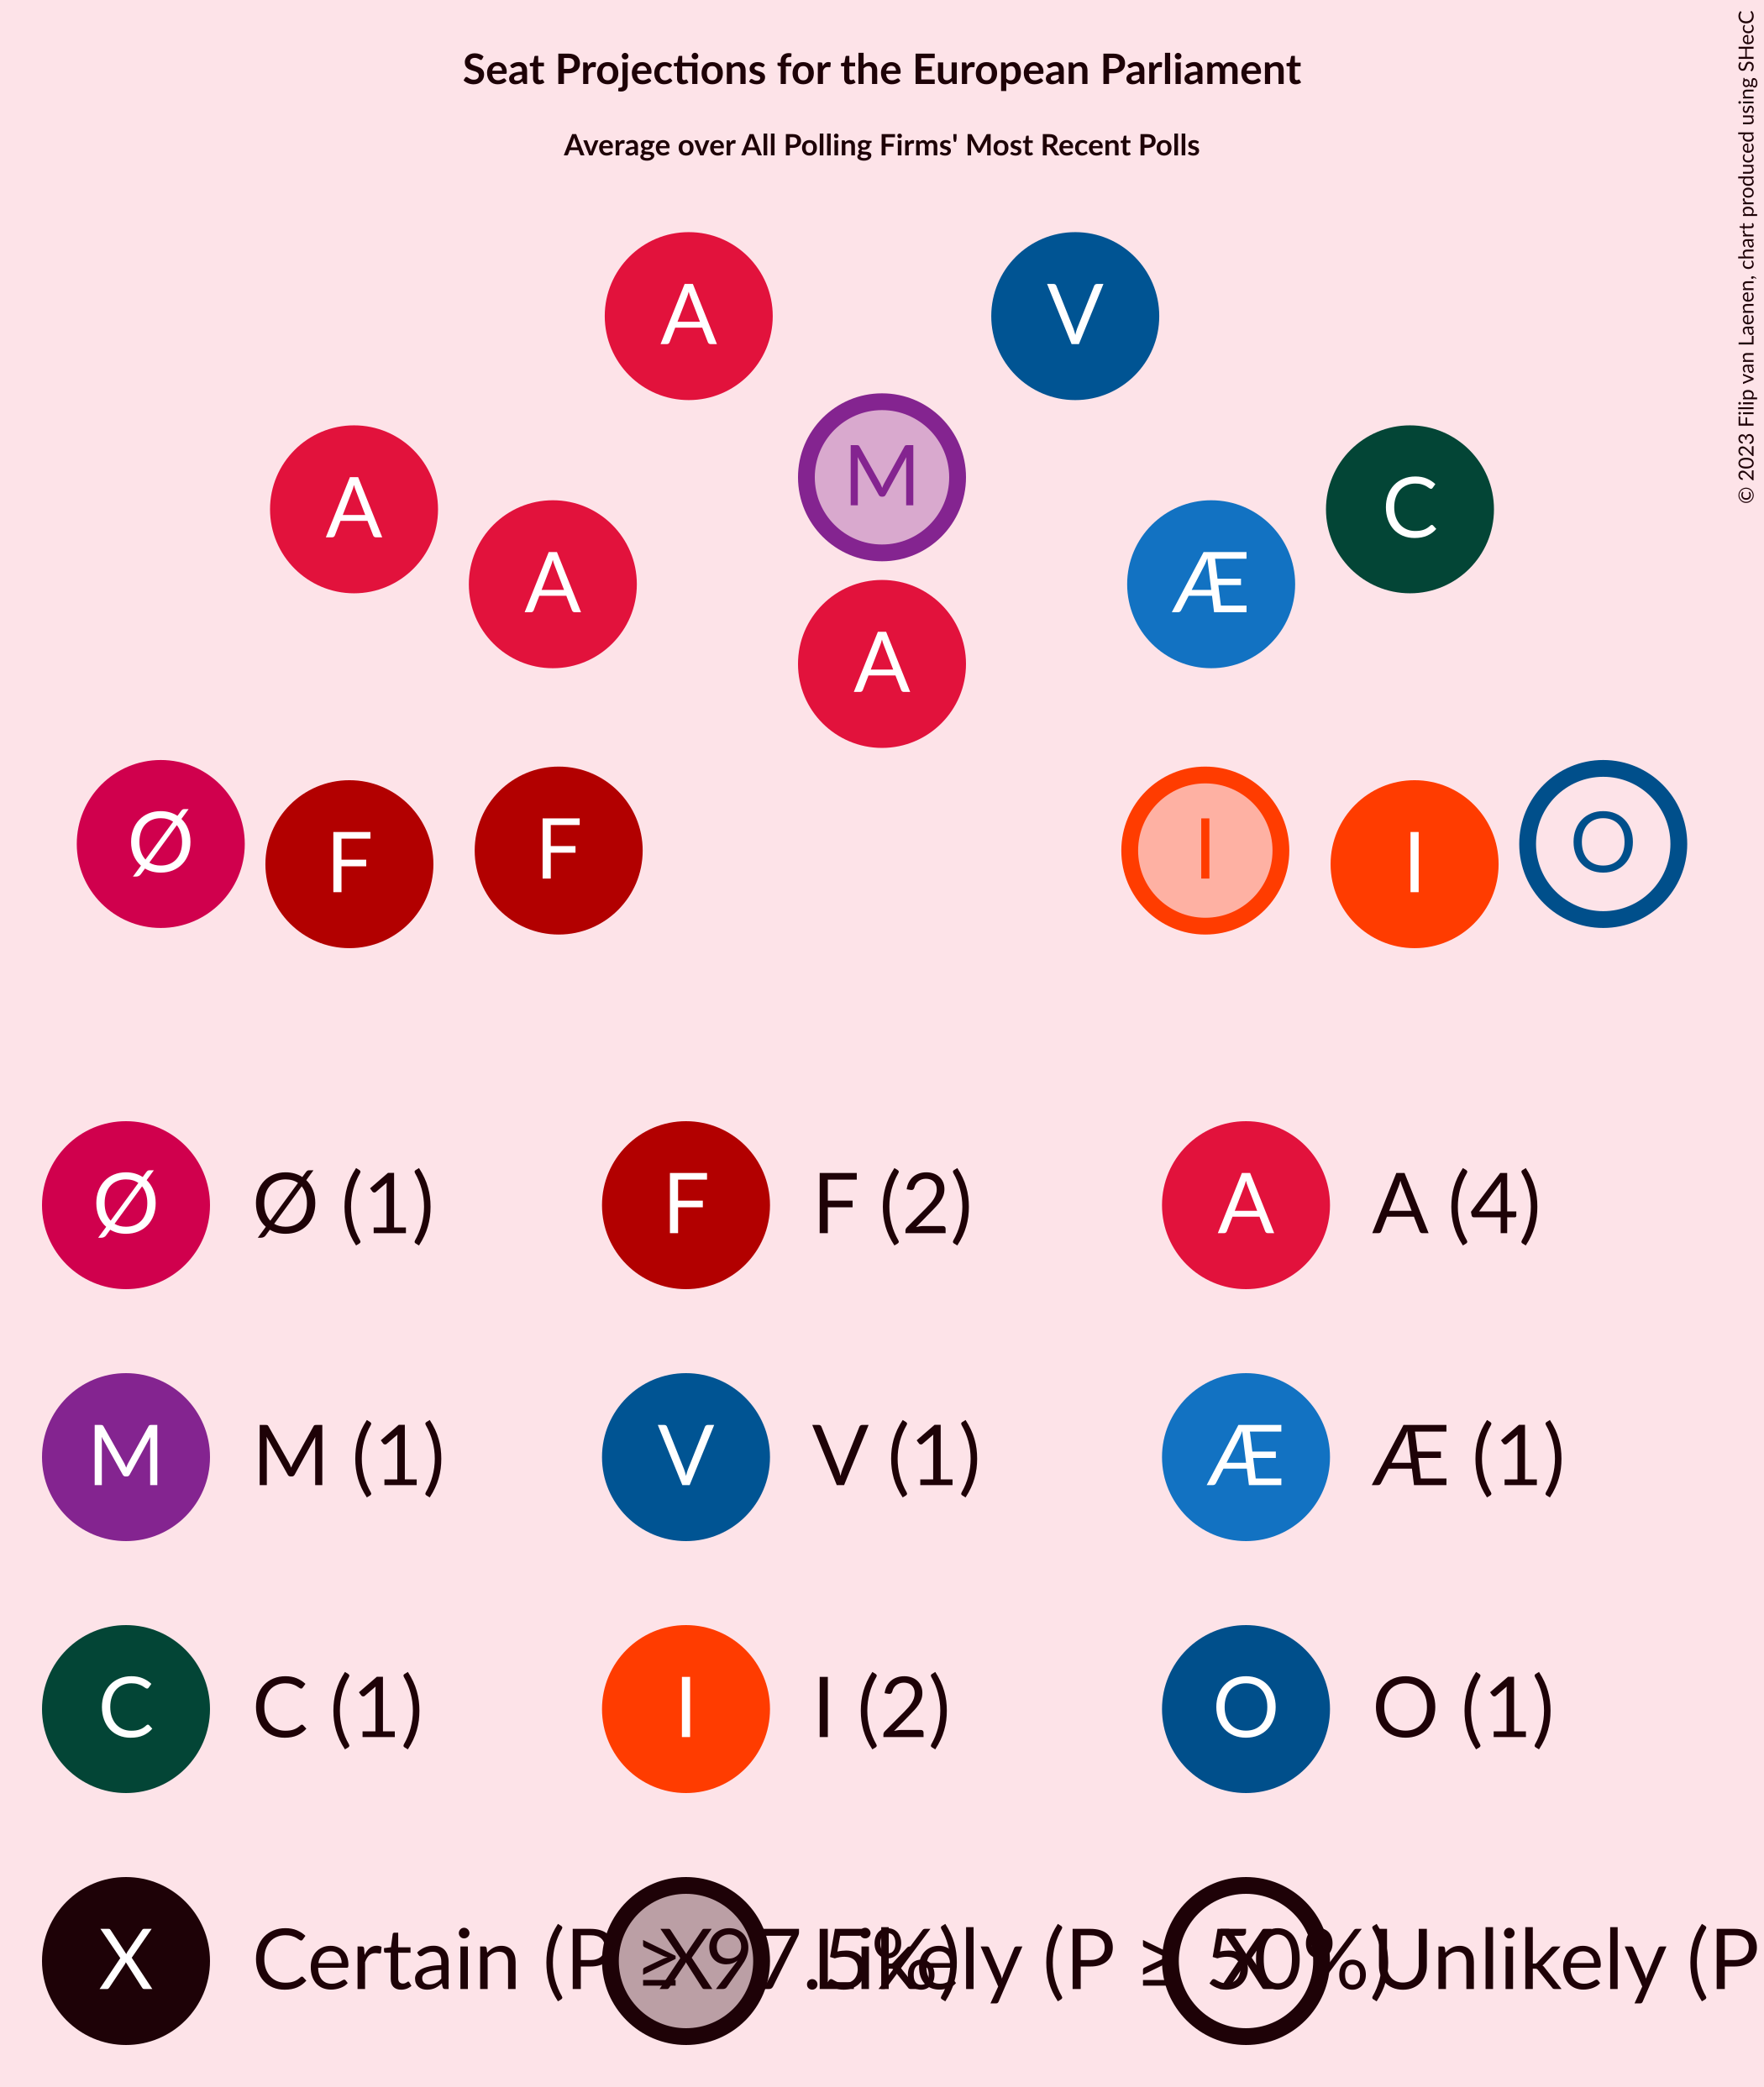 Seat Projections for the European Parliament
Average over All Polling Firms' Most Recent Polls
© 2023 Filip van Laenen, chart produced using SHecC
A V
M
A C
A Æ
A
Ø F F I I O
Ø Ø (1) F F (2) A A (4)
M M (1) V V (1) Æ Æ (1)
C C (1) I I (2) O O (1)
X Certain (P ≥ 97.5%) X Likely (P ≥ 50%) X Unlikely (P